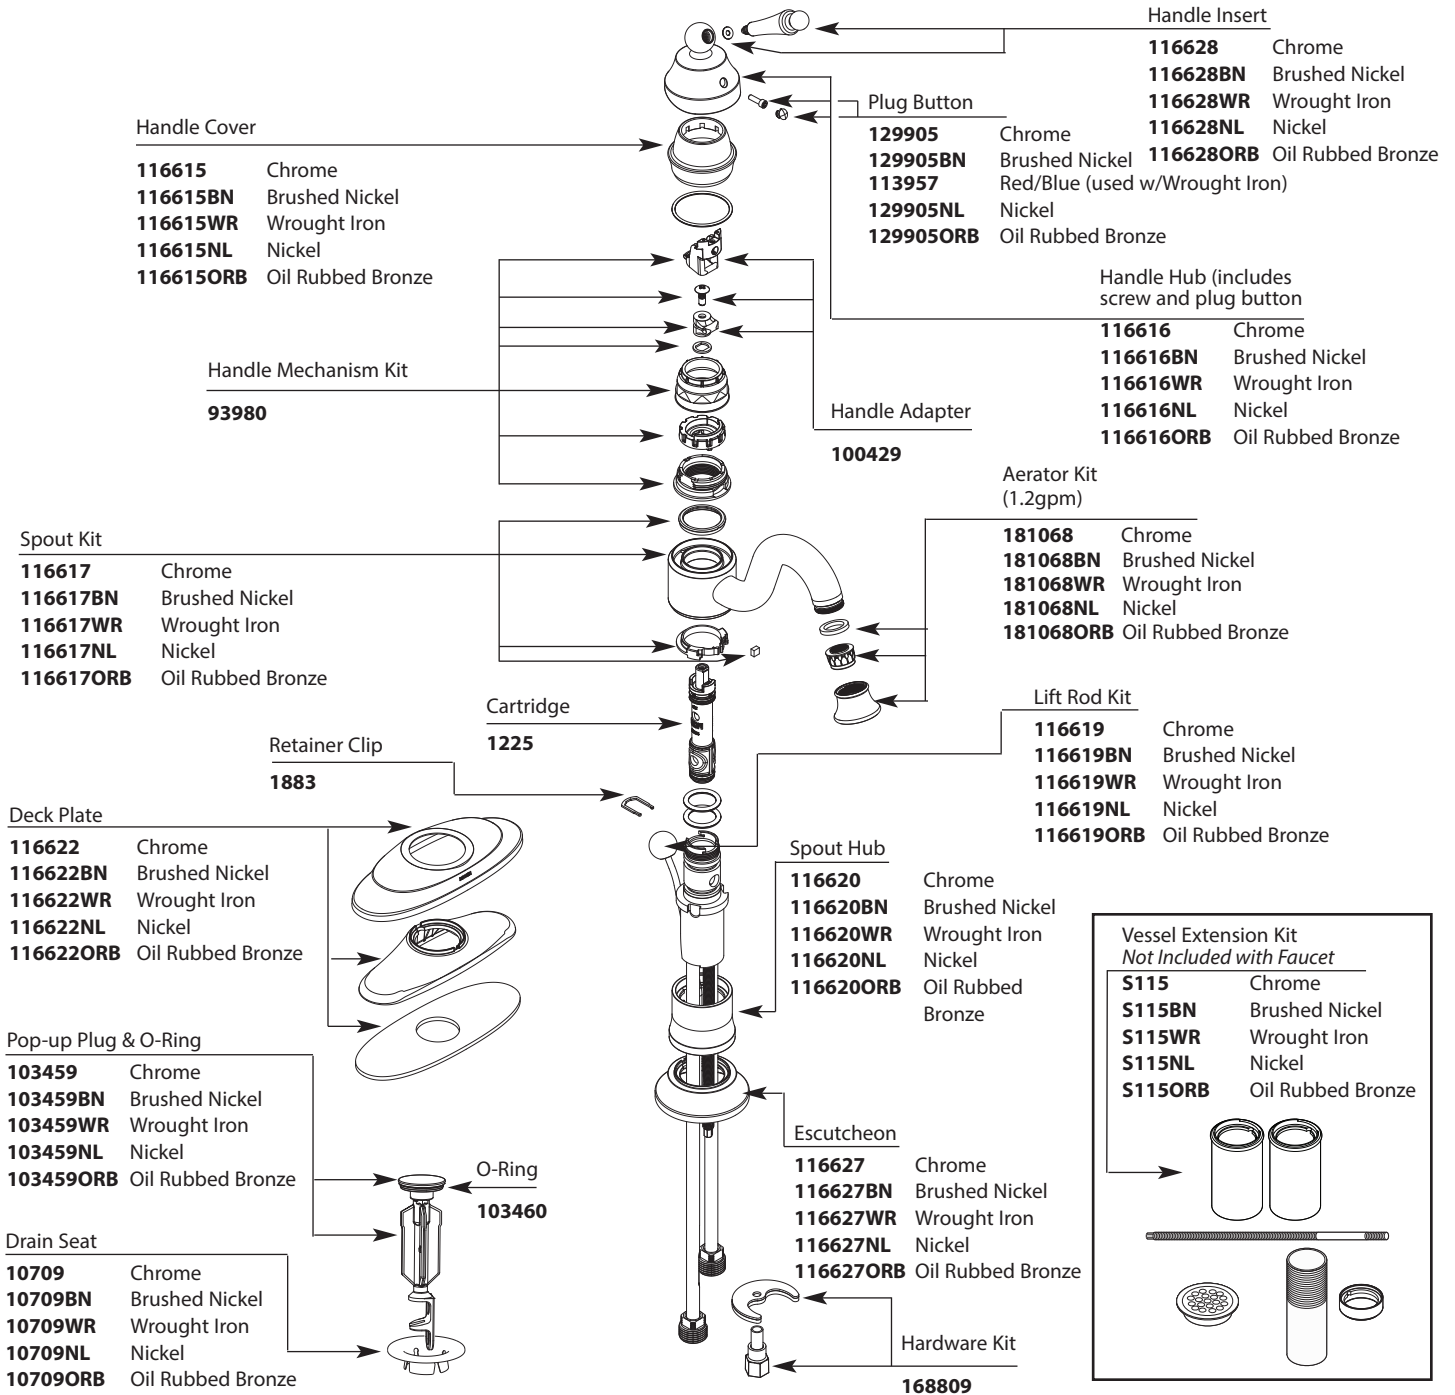 Handle Insert
116628 Chrome
116628BN Brushed Nickel
116628WR Wrought Iron
116628NL Nickel
116628ORB Oil Rubbed Bronze
Plug Button
129905 Chrome
129905BN Brushed Nickel
113957 Red/Blue (used w/Wrought Iron)
129905NL Nickel
129905ORB Oil Rubbed Bronze
Handle Cover
116615 Chrome
116615BN Brushed Nickel
116615WR Wrought Iron
116615NL Nickel
116615ORB Oil Rubbed Bronze
Handle Hub (includes
screw and plug button
116616 Chrome
116616BN Brushed Nickel
116616WR Wrought Iron
116616NL Nickel
116616ORB Oil Rubbed Bronze
Handle Mechanism Kit
93980
Handle Adapter
100429
Aerator Kit
(1.2gpm)
181068 Chrome
181068BN Brushed Nickel
181068WR Wrought Iron
181068NL Nickel
181068ORB Oil Rubbed Bronze
Spout Kit
116617 Chrome
116617BN Brushed Nickel
116617WR Wrought Iron
116617NL Nickel
116617ORB Oil Rubbed Bronze
Cartridge
1225
Retainer Clip
1883
Lift Rod Kit
116619 Chrome
116619BN Brushed Nickel
116619WR Wrought Iron
116619NL Nickel
116619ORB Oil Rubbed Bronze
Deck Plate
116622 Chrome
116622BN Brushed Nickel
116622WR Wrought Iron
116622NL Nickel
116622ORB Oil Rubbed Bronze
Spout Hub
116620 Chrome
116620BN Brushed Nickel
116620WR Wrought Iron
116620NL Nickel
116620ORB Oil Rubbed
Bronze
Vessel Extension Kit
Not Included with Faucet
S115 Chrome
S115BN Brushed Nickel
S115WR Wrought Iron
S115NL Nickel
S115ORB Oil Rubbed Bronze
Pop-up Plug & O-Ring
103459 Chrome
103459BN Brushed Nickel
103459WR Wrought Iron
103459NL Nickel
103459ORB Oil Rubbed Bronze
O-Ring
103460
Escutcheon
116627 Chrome
116627BN Brushed Nickel
116627WR Wrought Iron
116627NL Nickel
116627ORB Oil Rubbed Bronze
Drain Seat
10709 Chrome
10709BN Brushed Nickel
10709WR Wrought Iron
10709NL Nickel
10709ORB Oil Rubbed Bronze
Hardware Kit
168809